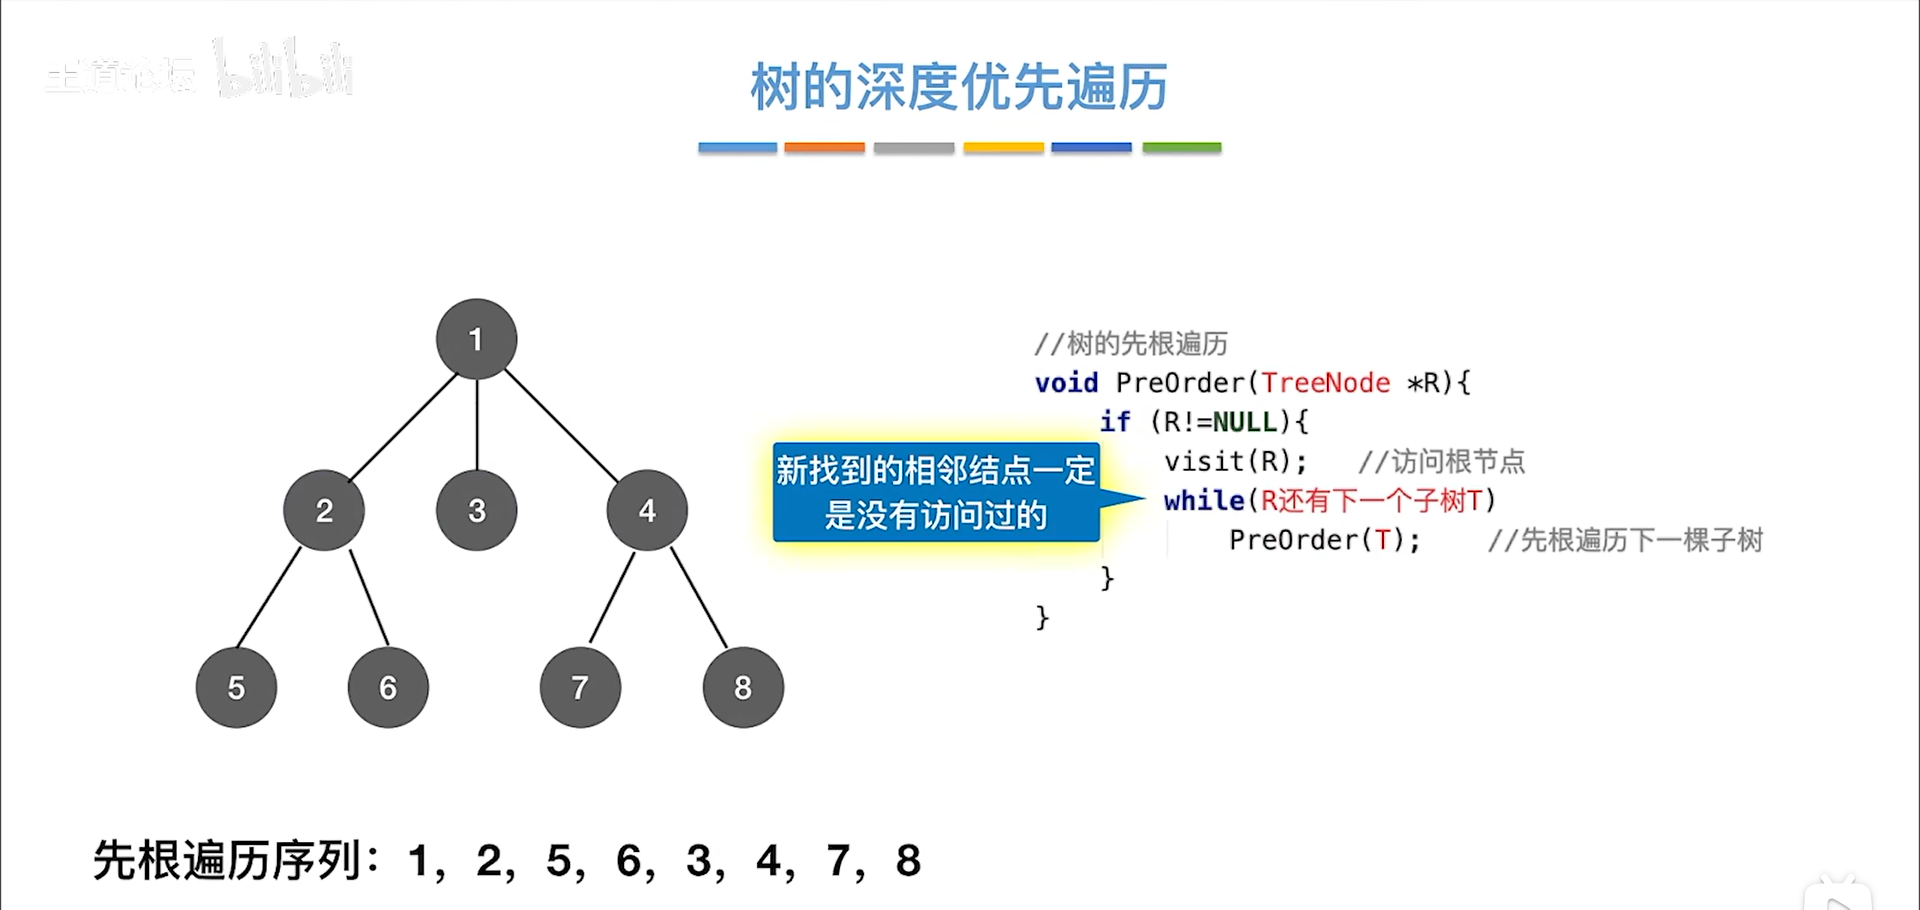 王道论坛 bilibili
树的深度优先遍历
1
2 3 4
5 6 7 8
//树的先根遍历
void PreOrder(TreeNode *R){
if (R!=NULL){
visit(R); //访问根节点
while(R还有下一个子树T)
PreOrder(T); //先根遍历下一棵子树
}
}
新找到的相邻结点一定
是没有访问过的
先根遍历序列：1, 2, 5, 6, 3, 4, 7, 8